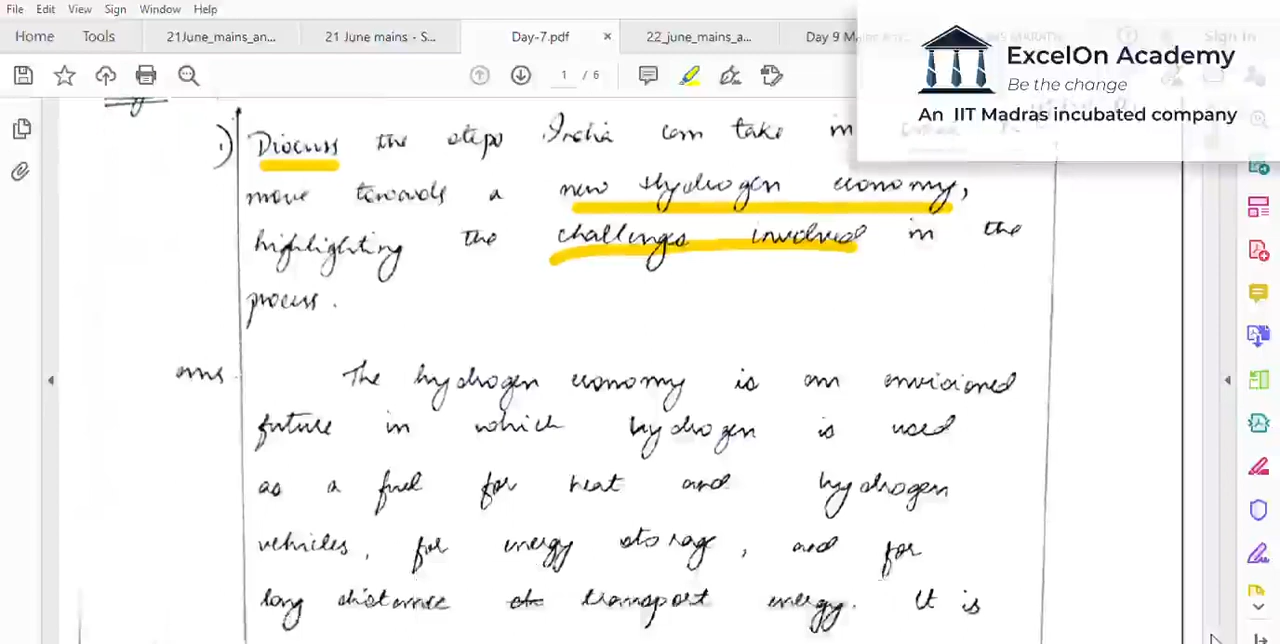 File Edit View Sign Window Help
Home Tools 21June_mains_an... 21 June mains - S... Day-7.pdf × 22_june_mains_a... Day 9 Sign In
1 / 6
ExcelOn Academy
Be the change
An IIT Madras incubated company
1) Discuss the steps India can take in
move towards a new Hydrogen economy,
highlighting the challenges involved in the
process.
ans The hydrogen economy is an envisioned
future in which hydrogen is used
as a fuel for heat and hydrogen
vehicles, for energy storage, and for
long distance transport energy. It is